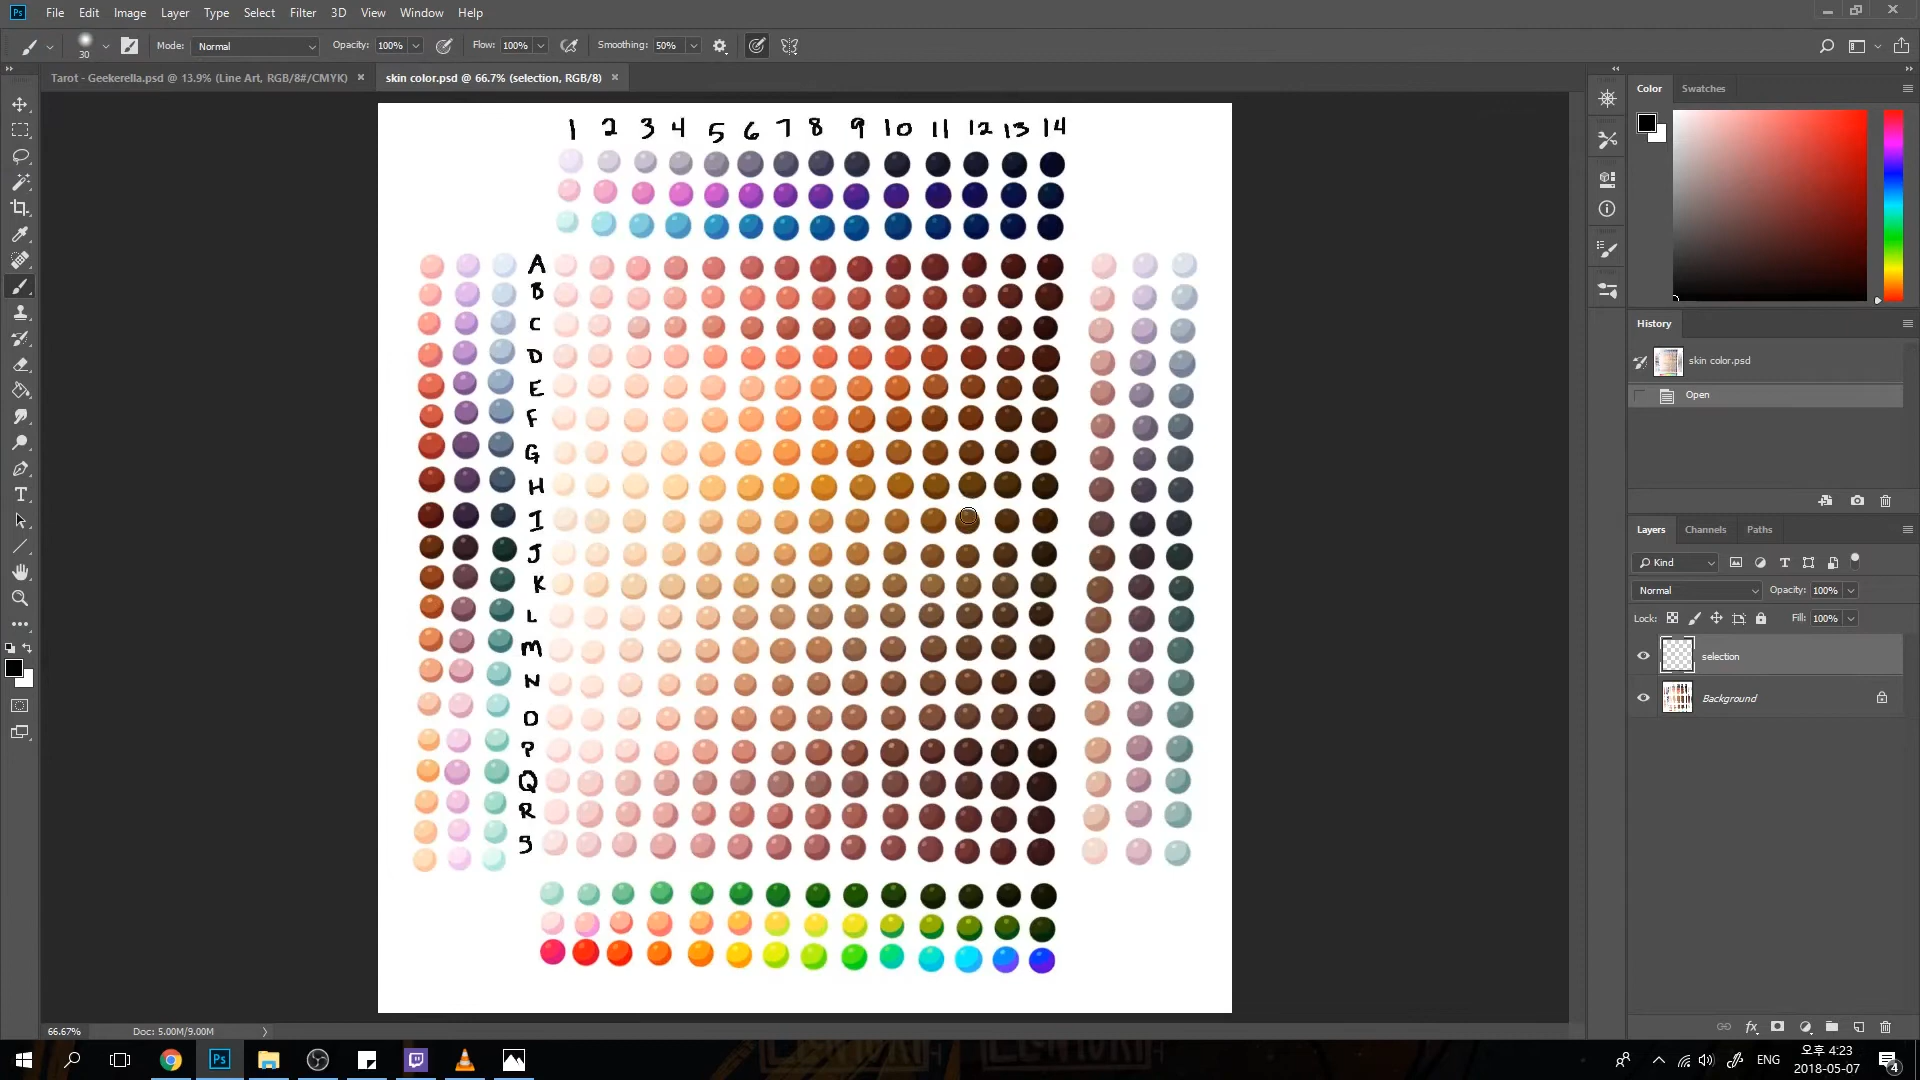 Ps File Edit Image Layer Type Select Filter 3D View Window Help
30 Mode: Normal Opacity: 100% Flow: 100% Smoothing: 50%
Tarot - Geekerella.psd @ 13.9% (Line Art, RGB/8#/CMYK) × skin color.psd @ 66.7% (selection, RGB/8) ×
1 2 3 4 5 6 7 8 9 10 11 12 13 14
A
B
C
D
E
F
G
H
I
J
K
L
M
N
O
P
Q
R
S
Color Swatches
History
skin color.psd
Open
Layers Channels Paths
Kind
Normal Opacity: 100%
Lock: Fill: 100%
selection
Background
66.67% Doc: 5.00M/9.00M
Ps ENG 오후 4:23
2018-05-07 4